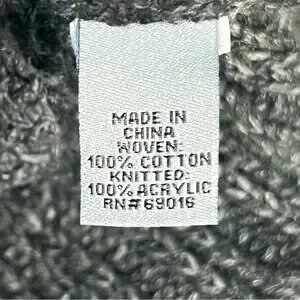 MADE IN
CHINA
WOVEN:
100% COTTON
KNITTED:
100% ACRYLIC
RN# 69016